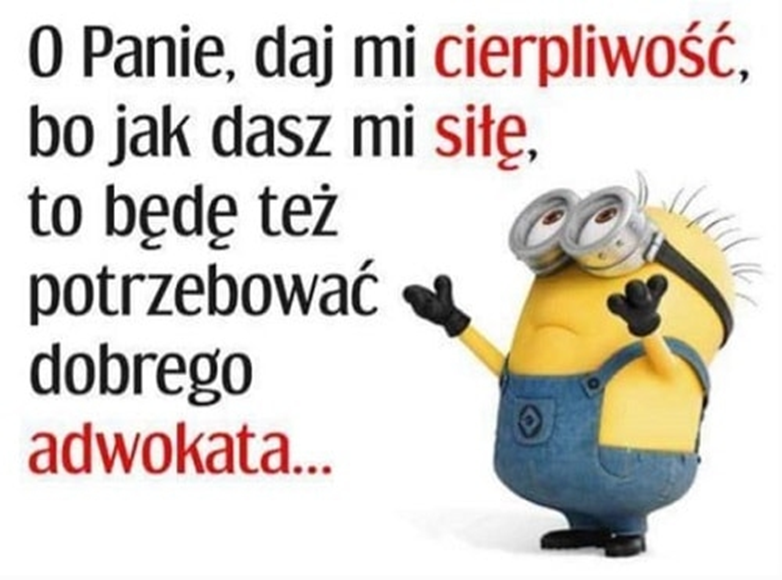 O Panie, daj mi cierpliwość,
bo jak dasz mi siłę,
to będę też
potrzebować
dobrego
adwokata...